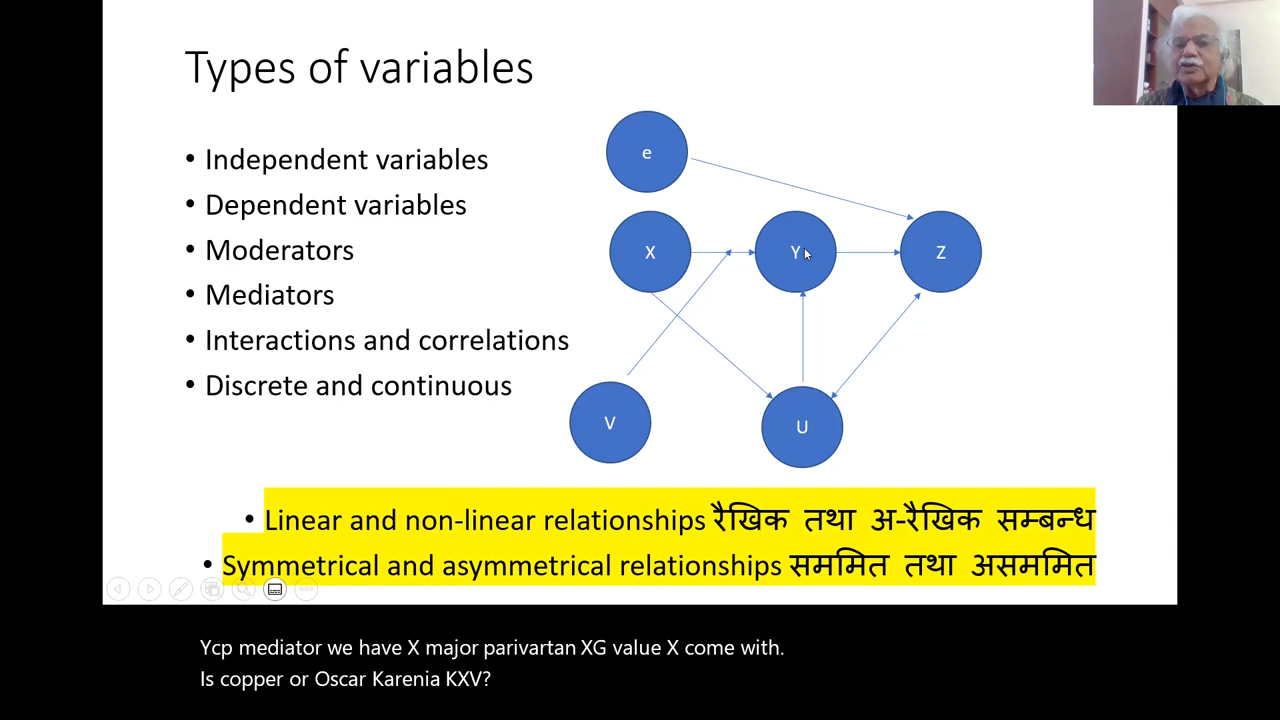 Types of variables
• Independent variables
• Dependent variables
• Moderators
• Mediators
• Interactions and correlations
• Discrete and continuous
e
X
Y
Z
V
U
• Linear and non-linear relationships रैखिक तथा अ-रैखिक सम्बन्ध
• Symmetrical and asymmetrical relationships सममित तथा असममित
Ycp mediator we have X major parivartan XG value X come with.
Is copper or Oscar Karenia KXV?